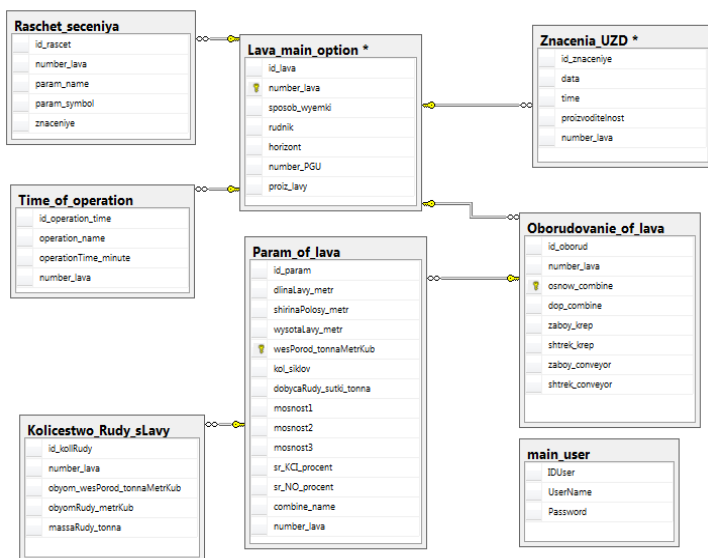 Raschet_seceniya
id_rascet
number_lava
param_name
param_symbol
znaceniye
Lava_main_option *
id_lava
number_lava
sposob_wyemki
rudnik
horizont
number_PGU
proiz_lavy
Znacenia_UZD *
id_znaceniye
data
time
proizvoditelnost
number_lava
Time_of_operation
id_operation_time
operation_name
operationTime_minute
number_lava
Param_of_lava
id_param
dlinaLavy_metr
shirinaPolosy_metr
wysotaLavy_metr
wesPorod_tonnaMetrKub
kol_siklov
dobycaRudy_sutki_tonna
mosnost1
mosnost2
mosnost3
sr_KCl_procent
sr_NO_procent
combine_name
number_lava
Oborudovanie_of_lava
id_oborud
number_lava
osnow_combine
dop_combine
zaboy_krep
shtrek_krep
zaboy_conveyor
shtrek_conveyor
Kolicestwo_Rudy_sLavy
id_kollRudy
number_lava
obyom_wesPorod_tonnaMetrKub
obyomRudy_metrKub
massaRudy_tonna
main_user
IDUser
UserName
Password